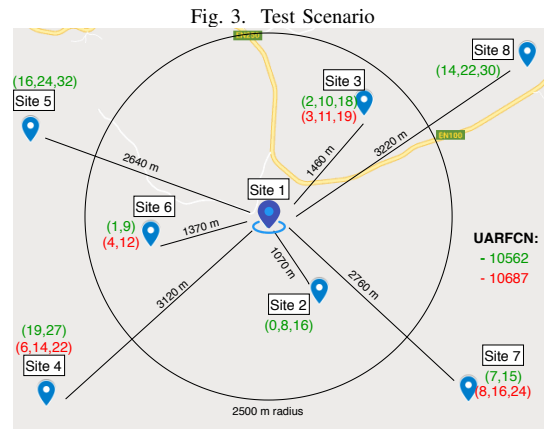 Fig. 3. Test Scenario
EN250
Site 8
(14,22,30)
(16,24,32)
Site 5
Site 3
(2,10,18)
(3,11,19)
EN100
2640 m
1460 m
3220 m
Site 1
Site 6
(1,9)
(4,12)
1370 m
1070 m
2760 m
3120 m
UARFCN:
- 10562
- 10687
Site 2
(0,8,16)
(19,27)
(6,14,22)
Site 4
Site 7
(7,15)
(8,16,24)
2500 m radius